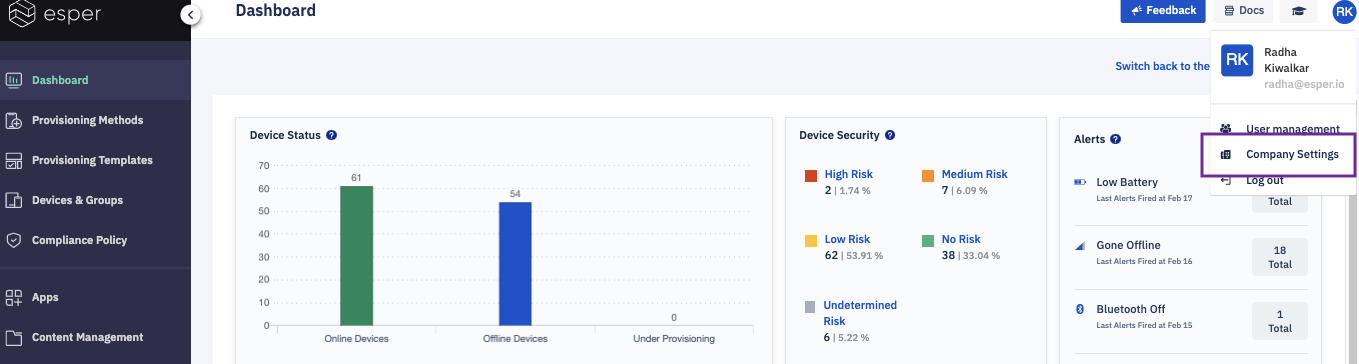 esper
Dashboard
Feedback
Docs
RK
Dashboard
Provisioning Methods
Provisioning Templates
Devices & Groups
Compliance Policy
Apps
Content Management
Switch back to the
RK
Radha
Kiwalkar
radha@esper.io
User management
Company Settings
Log out
Device Status ?
70
60
50
40
30
20
10
0
61
54
0
Online Devices
Offline Devices
Under Provisioning
Device Security ?
High Risk
2 | 1.74 %
Medium Risk
7 | 6.09 %
Low Risk
62 | 53.91 %
No Risk
38 | 33.04 %
Undetermined
Risk
6 | 5.22 %
Alerts ?
Low Battery
Last Alerts Fired at Feb 17
Total
Gone Offline
Last Alerts Fired at Feb 16
18
Total
Bluetooth Off
Last Alerts Fired at Feb 15
1
Total